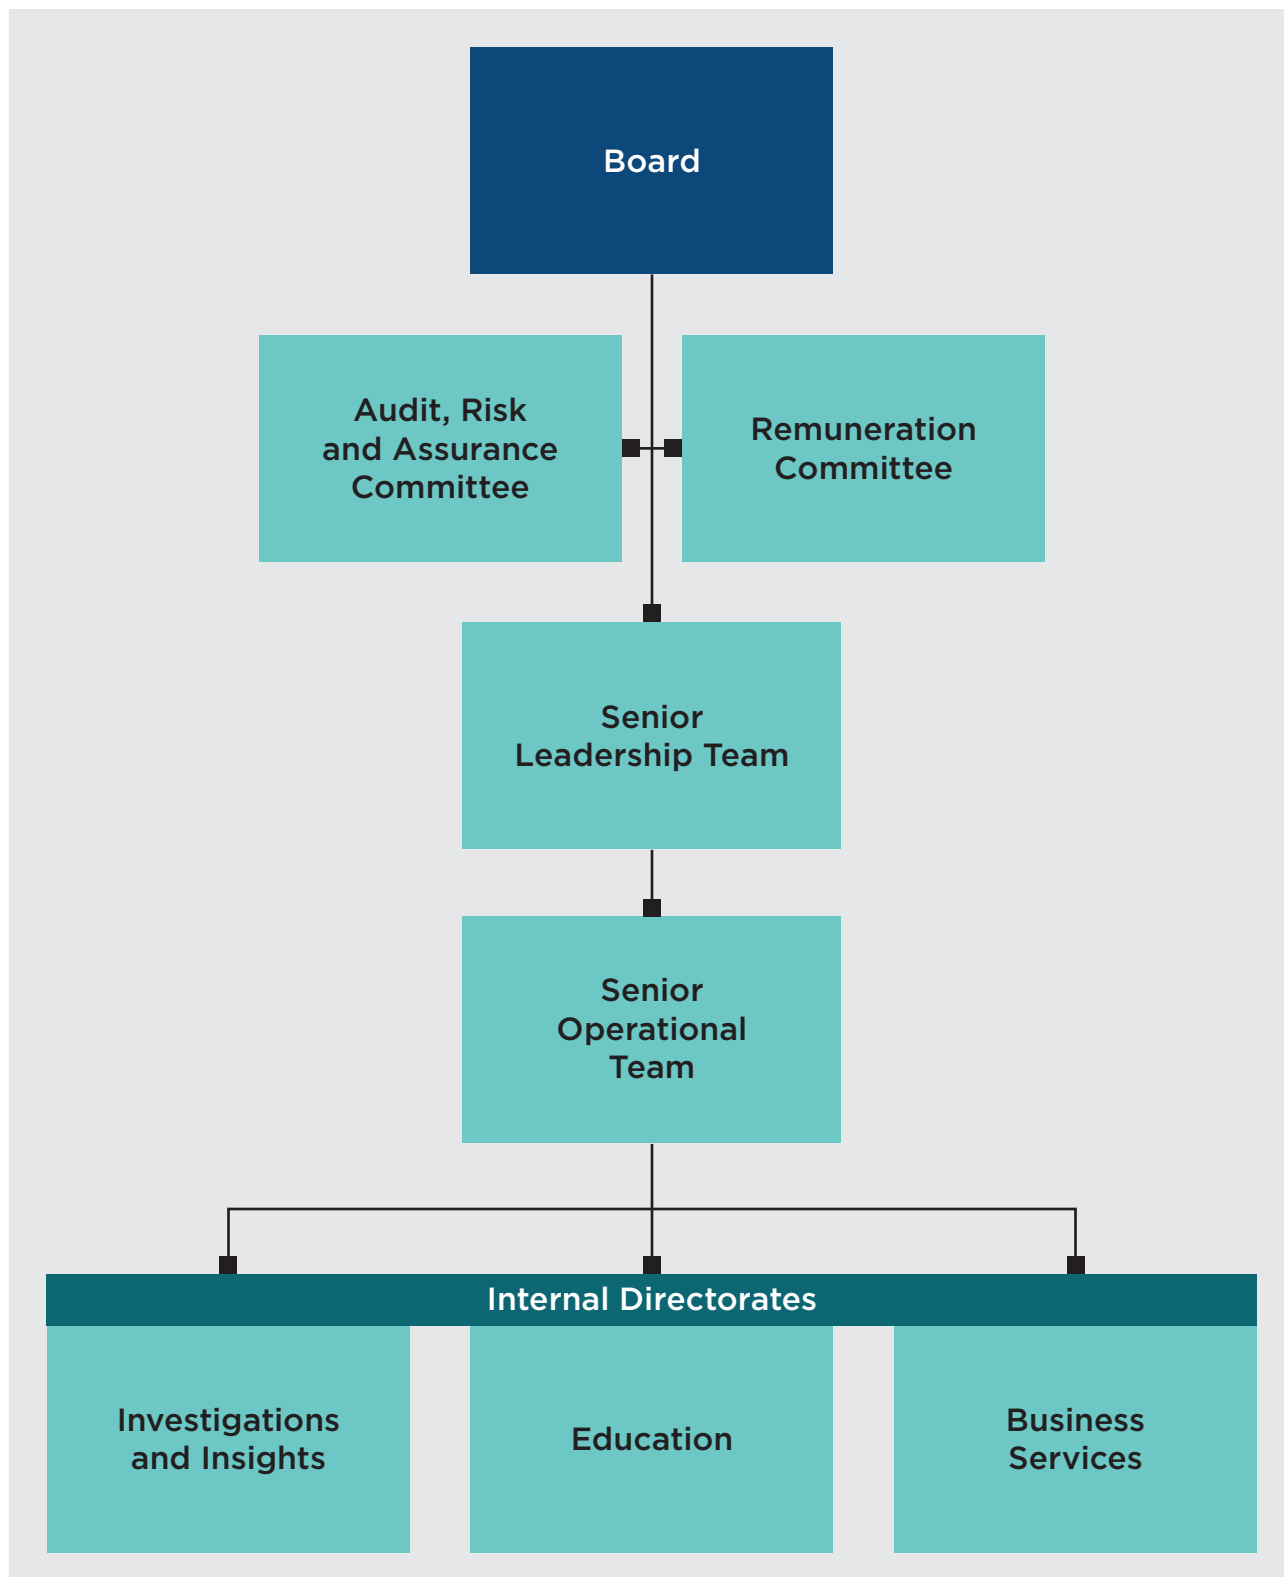 Board
Audit, Risk
and Assurance
Committee
Remuneration
Committee
Senior
Leadership Team
Senior
Operational
Team
Internal Directorates
Investigations
and Insights
Education
Business
Services